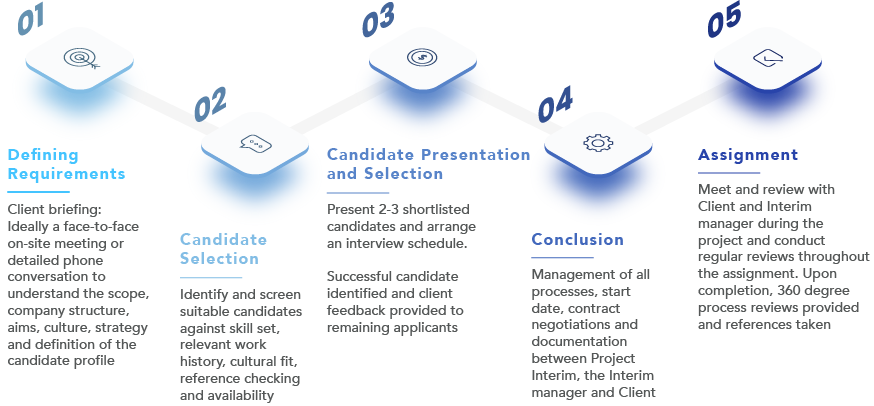 01
Defining
Requirements
Client briefing:
Ideally a face-to-face
on-site meeting or
detailed phone
conversation to
understand the scope,
company structure,
aims, culture, strategy
and definition of the
candidate profile
02
Candidate
Selection
Identify and screen
suitable candidates
against skill set,
relevant work
history, cultural fit,
reference checking
and availability
03
Candidate Presentation
and Selection
Present 2-3 shortlisted
candidates and arrange
an interview schedule.
Successful candidate
identified and client
feedback provided to
remaining applicants
04
Conclusion
Management of all
processes, start
date, contract
negotiations and
documentation
between Project
Interim, the Interim
manager and Client
05
Assignment
Meet and review with
Client and Interim
manager during the
project and conduct
regular reviews throughout
the assignment. Upon
completion, 360 degree
process reviews provided
and references taken